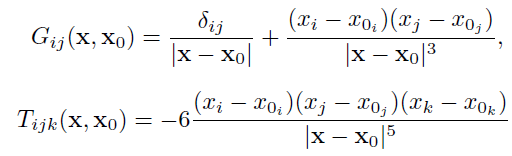 G_{ij}(\mathbf{x}, \mathbf{x}_0) = \frac{\delta_{ij}}{|\mathbf{x} - \mathbf{x}_0|} + \frac{(x_i - x_{0_i})(x_j - x_{0_j})}{|\mathbf{x} - \mathbf{x}_0|^3},
T_{ijk}(\mathbf{x}, \mathbf{x}_0) = -6 \frac{(x_i - x_{0_i})(x_j - x_{0_j})(x_k - x_{0_k})}{|\mathbf{x} - \mathbf{x}_0|^5}